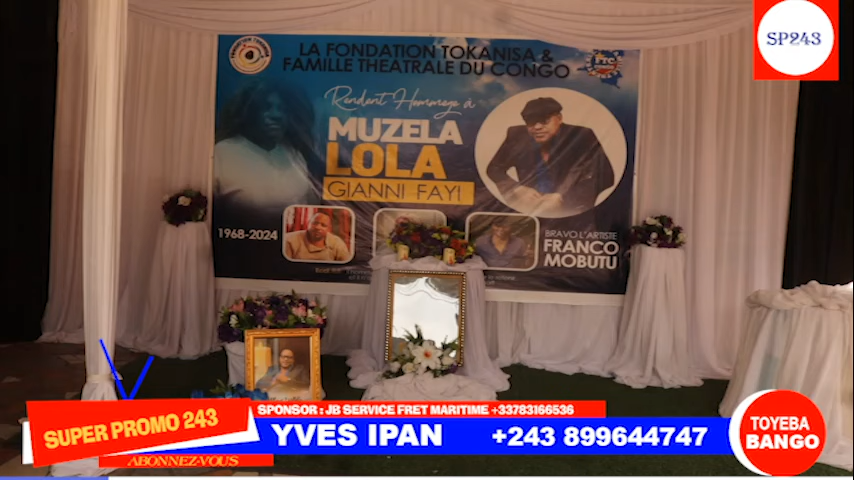 SP243
LA FONDATION TOKANISA &
FAMILLE THEATRALE DU CONGO
FTC
Rendent Hommage à
MUZELA
LOLA
GIANNI FAYI
1968-2024
BRAVO L'ARTISTE
FRANCO
MOBUTU
SUPER PROMO 243
ABONNEZ-VOUS
SPONSOR : JB SERVICE FRET MARITIME +33783166536
YVES IPAN +243 899644747
TOYEBA
BANGO